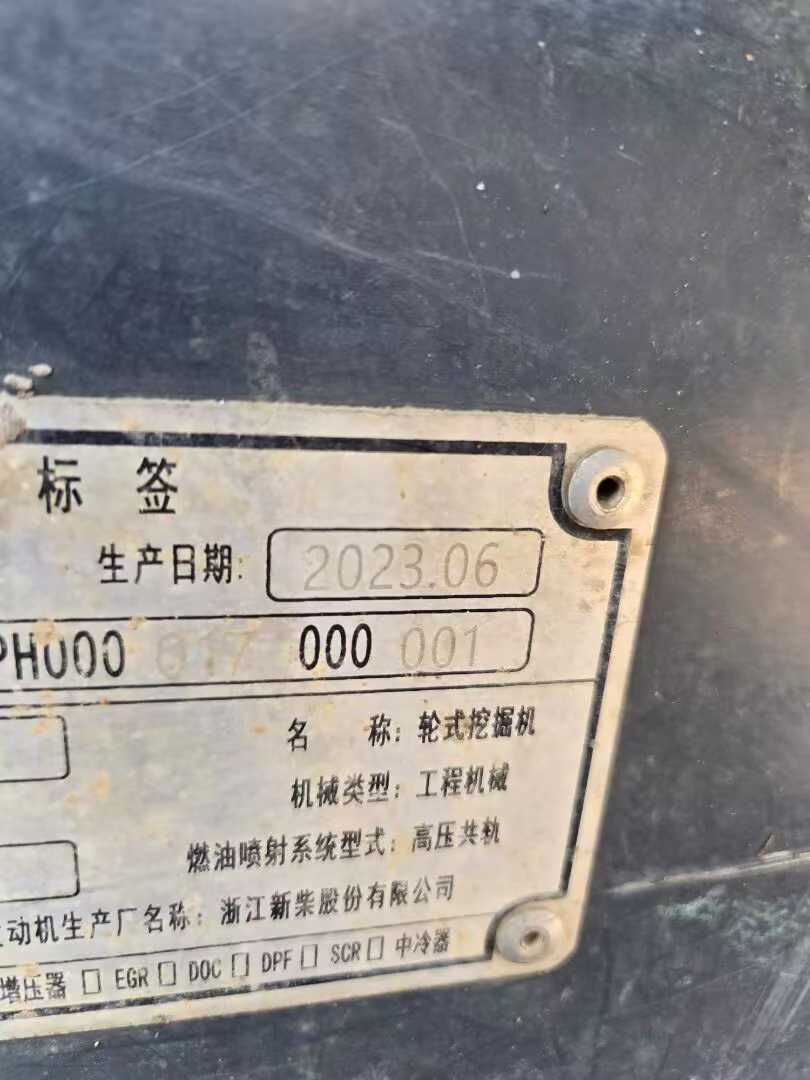 标 签
生产日期: 2023.06
PH000 017 000 001
名 称: 轮式挖掘机
机械类型: 工程机械
燃油喷射系统型式: 高压共轨
动机生产厂名称: 浙江新柴股份有限公司
增压器 □ EGR □ DOC □ DPF □ SCR □ 中冷器